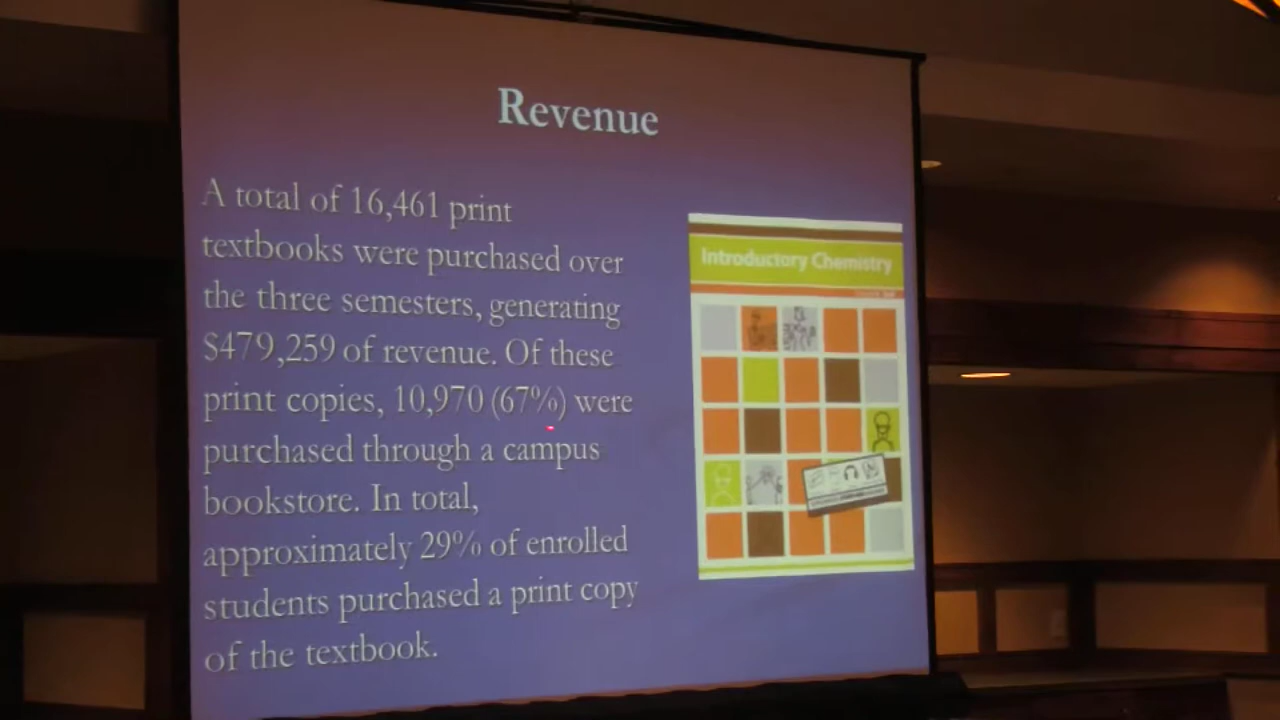 Revenue
A total of 16,461 print
textbooks were purchased over
the three semesters, generating
$479,259 of revenue. Of these
print copies, 10,970 (67%) were
purchased through a campus
bookstore. In total,
approximately 29% of enrolled
students purchased a print copy
of the textbook.
Introductory Chemistry